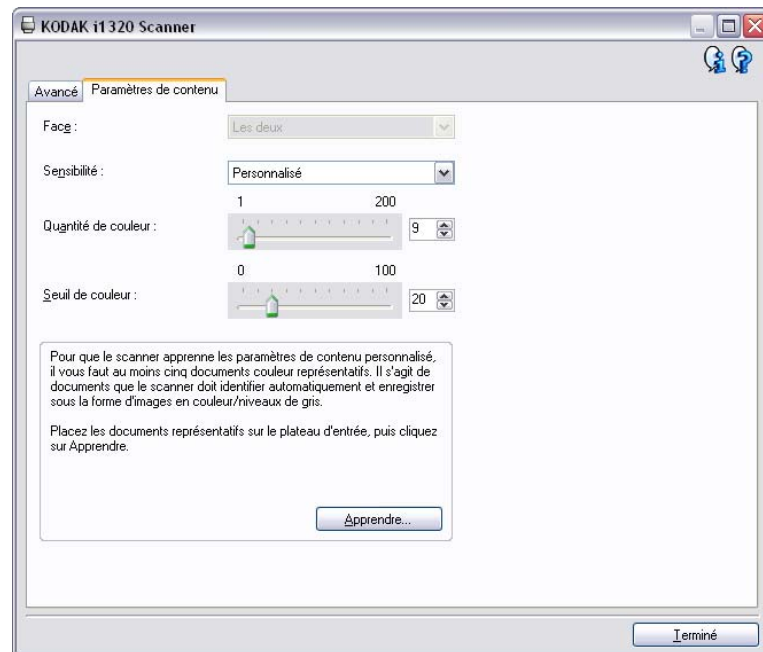 KODAK i1320 Scanner
Avancé
Paramètres de contenu
Face :
Les deux
Sensibilité :
Personnalisé
1 200
Quantité de couleur :
9
0 100
Seuil de couleur :
20
Pour que le scanner apprenne les paramètres de contenu personnalisé,
il vous faut au moins cinq documents couleur représentatifs. Il s'agit de
documents que le scanner doit identifier automatiquement et enregistrer
sous la forme d'images en couleur/niveaux de gris.
Placez les documents représentatifs sur le plateau d'entrée, puis cliquez
sur Apprendre.
Apprendre...
Terminé